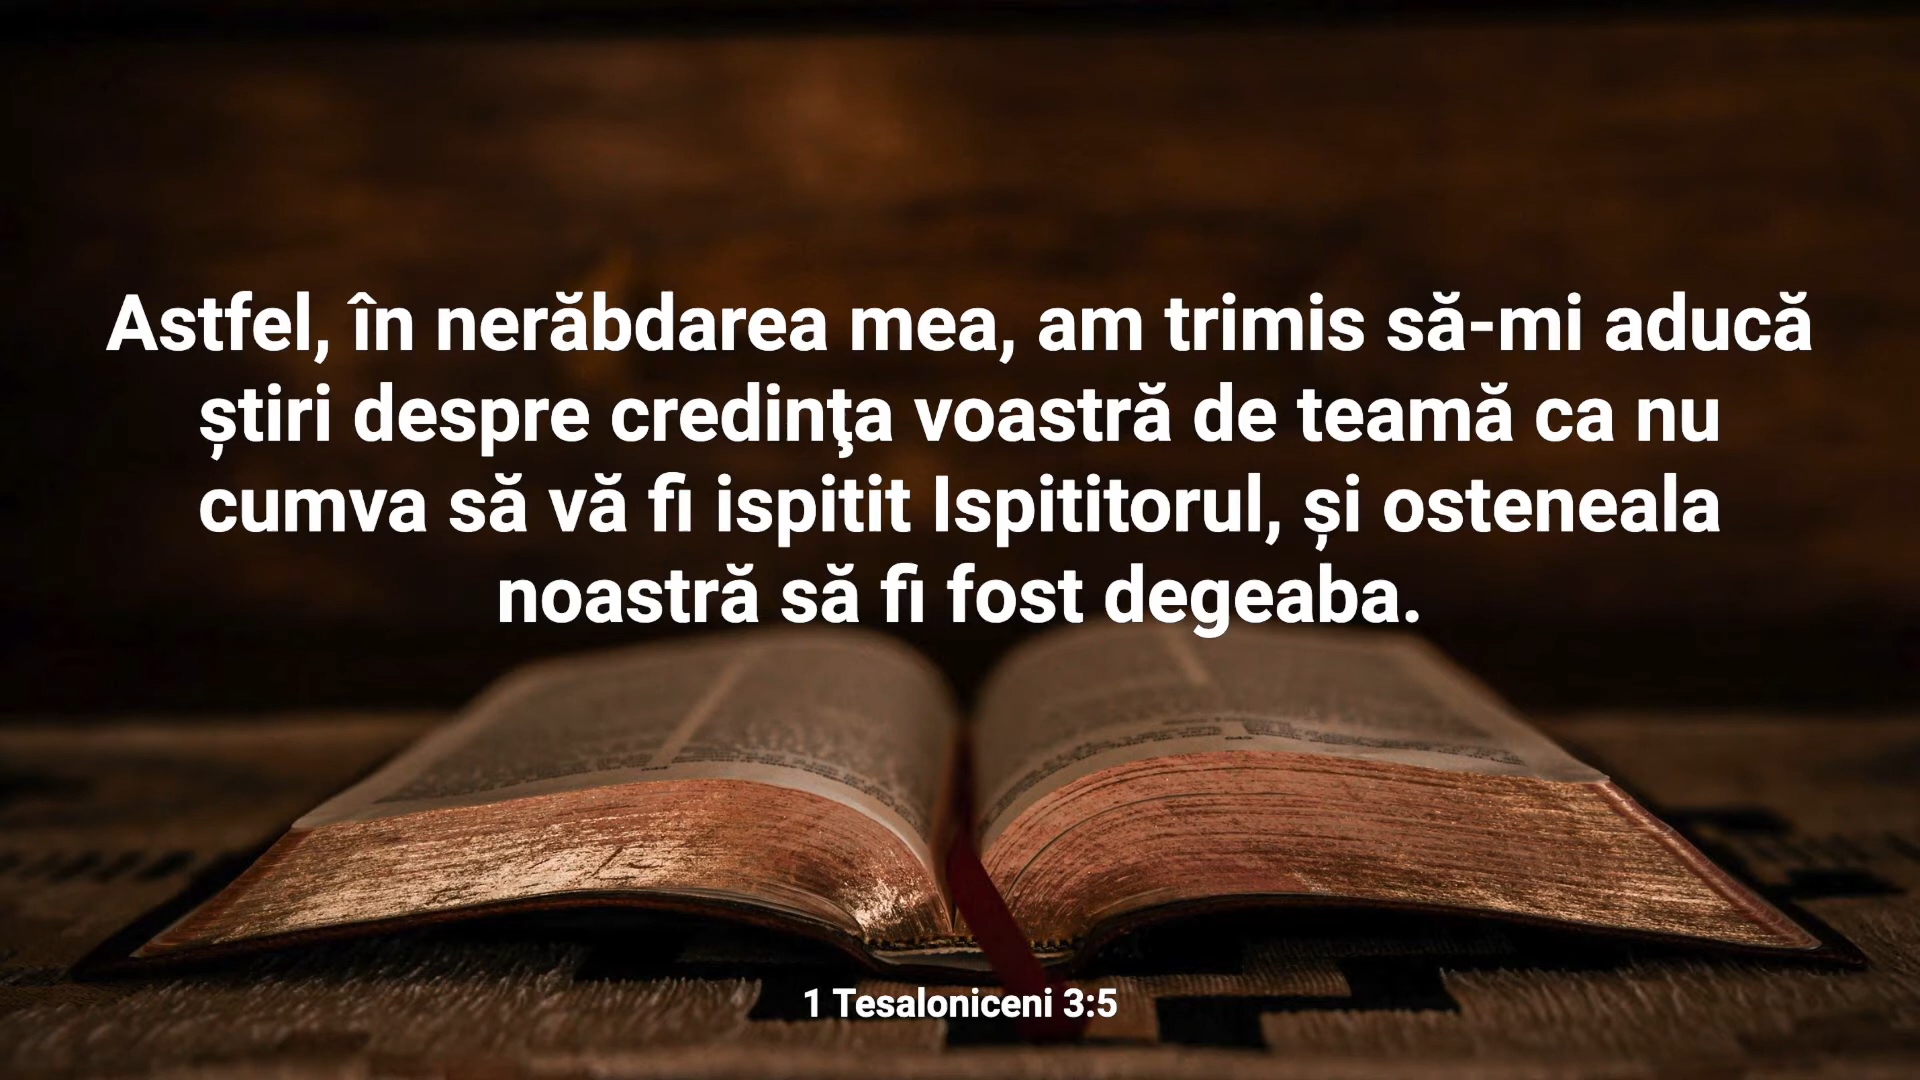 Astfel, în nerăbdarea mea, am trimis să-mi aducă
știri despre credinţa voastră de teamă ca nu
cumva să vă fi ispitit Ispititorul, și osteneala
noastră să fi fost degeaba.
1 Tesaloniceni 3:5